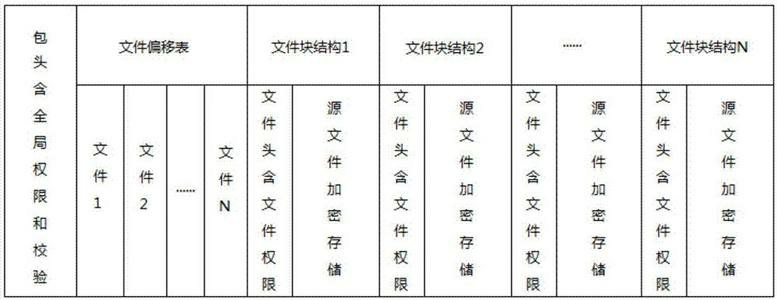 包头含全局权限和校验
文件偏移表
文件块结构1
文件块结构2
......
文件块结构N
文件1
文件2
......
文件N
文件头含文件权限
源文件加密存储
文件头含文件权限
源文件加密存储
文件头含文件权限
源文件加密存储
文件头含文件权限
源文件加密存储